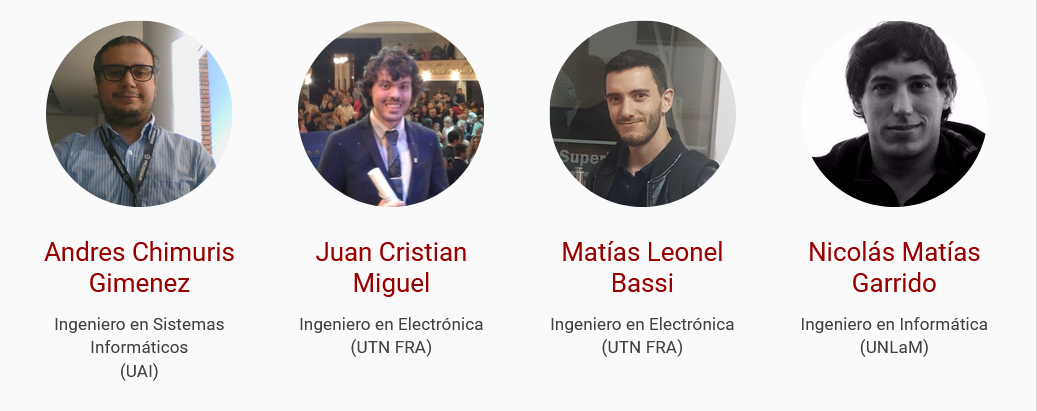 Super
Andres Chimuris
Gimenez
Ingeniero en Sistemas
Informáticos
(UAI)
Juan Cristian
Miguel
Ingeniero en Electrónica
(UTN FRA)
Matías Leonel
Bassi
Ingeniero en Electrónica
(UTN FRA)
Nicolás Matías
Garrido
Ingeniero en Informática
(UNLaM)